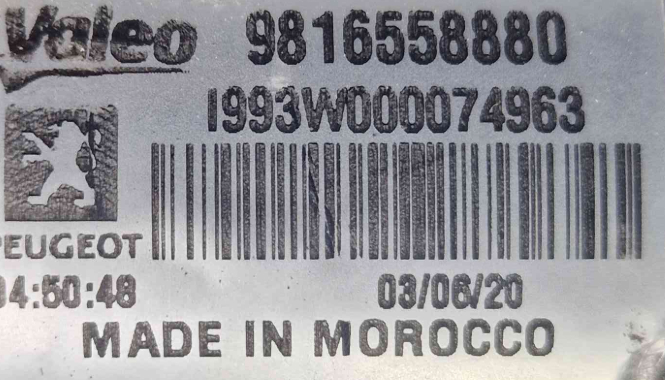 Valeo 9816558880
I993W000074963
PEUGEOT
04:50:48 03/06/20
MADE IN MOROCCO